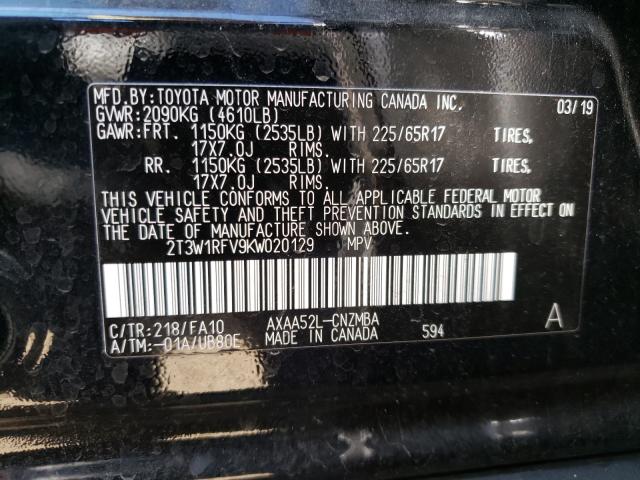 MFD.BY:TOYOTA MOTOR MANUFACTURING CANADA INC. 03/19
GVWR:2090KG (4610LB)
GAWR:FRT. 1150KG (2535LB) WITH 225/65R17 TIRES,
17X7.0J RIMS.
RR. 1150KG (2535LB) WITH 225/65R17 TIRES,
17X7.0J RIMS.
THIS VEHICLE CONFORMS TO ALL APPLICABLE FEDERAL MOTOR
VEHICLE SAFETY AND THEFT PREVENTION STANDARDS IN EFFECT ON
THE DATE OF MANUFACTURE SHOWN ABOVE.
2T3W1RFV9KW020129 MPV
C/TR:218/FA10 AXAA52L-CNZMBA A
A/TM:-01A/UB80E MADE IN CANADA 594